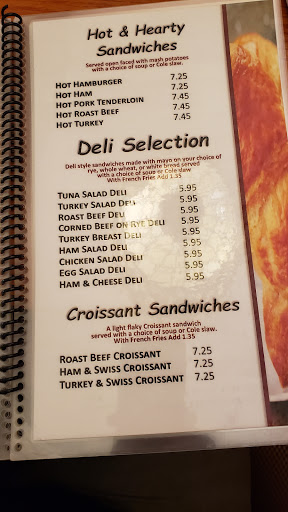 Hot & Hearty
Sandwiches
Served open faced with mash potatoes
with a choice of soup or Cole slaw.
Hot Hamburger 7.25
Hot Ham 7.25
Hot Pork Tenderloin 7.45
Hot Roast Beef 7.45
Hot Turkey 7.45
Deli Selection
Deli style sandwiches made with mayo on your choice of
rye, whole wheat, or white bread served
with a choice of soup or Cole slaw
With French Fries Add 1.35
Tuna Salad Deli 5.95
Turkey Salad Deli 5.95
Roast Beef Deli 5.95
Corned Beef on Rye Deli 5.95
Turkey Breast Deli 5.95
Ham Salad Deli 5.95
Chicken Salad Deli 5.95
Egg Salad Deli 5.95
Ham & Cheese Deli 5.95
Croissant Sandwiches
A light flaky Croissant sandwich
served with a choice of soup or Cole slaw.
With French Fries Add 1.35
Roast Beef Croissant 7.25
Ham & Swiss Croissant 7.25
Turkey & Swiss Croissant 7.25